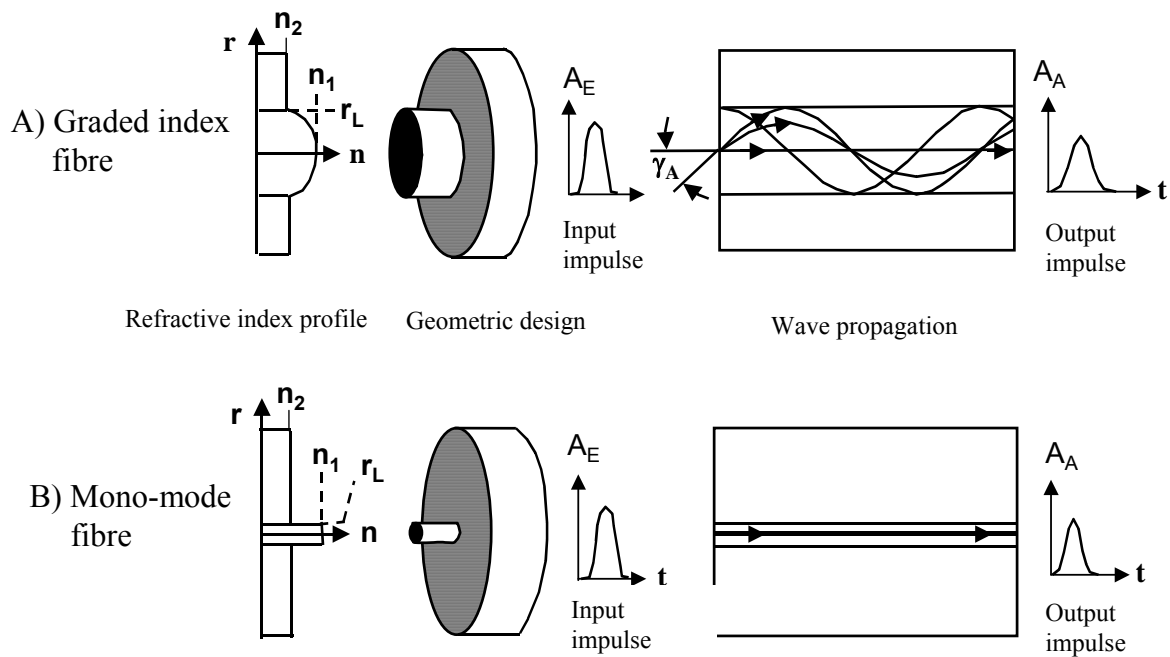 n2
r
n1
rL
A) Graded index
fibre
n
AE
Input
impulse
γA
AA
t
Output
impulse
Refractive index profile
Geometric design
Wave propagation
n2
r
n1
rL
B) Mono-mode
fibre
n
AE
t
Input
impulse
AA
t
Output
impulse